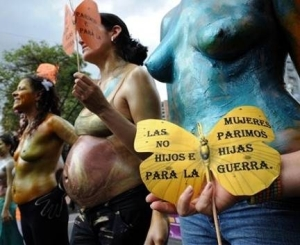 LAS MUJERES
NO PARIMOS
HIJOS E HIJAS
PARA LA GUERRA.